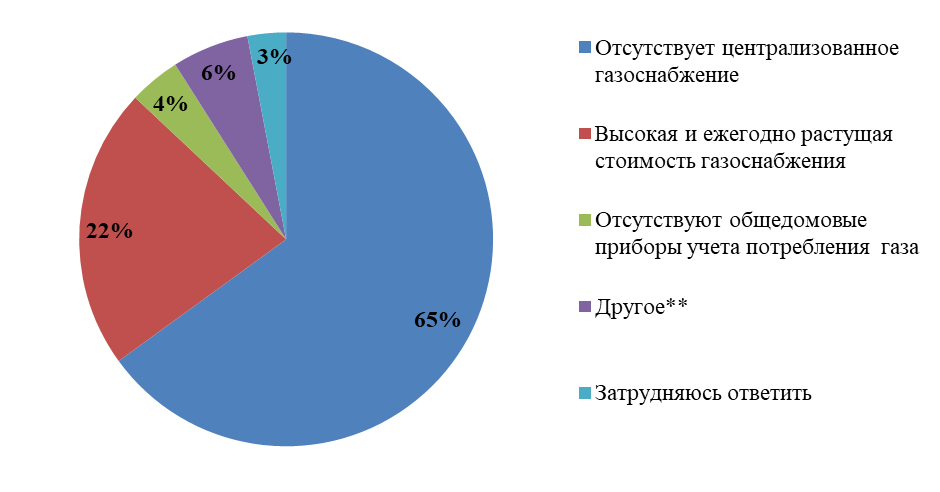 3%
6%
4%
22%
65%
Отсутствует централизованное
газоснабжение
Высокая и ежегодно растущая
стоимость газоснабжения
Отсутствуют общедомовые
приборы учета потребления  газа
Другое**
Затрудняюсь ответить